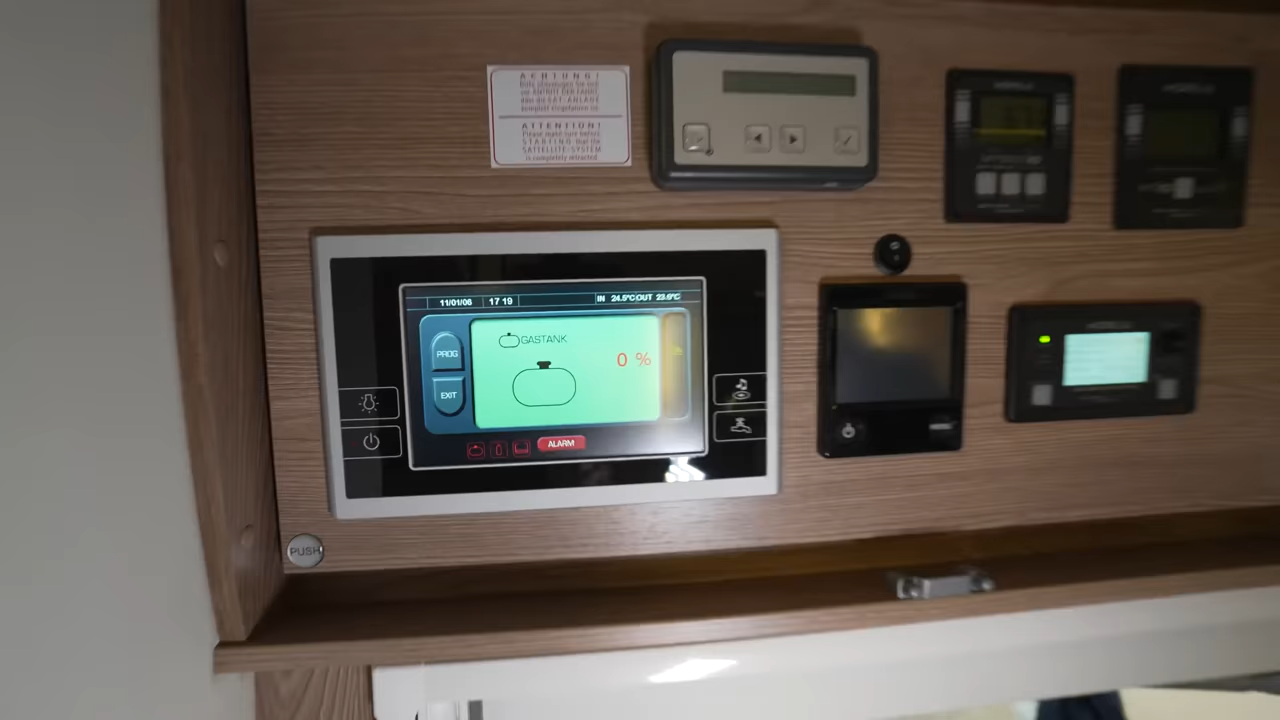 ACHTUNG!
Bitte überzeugen Sie sich
vor ANTRITT DER FAHRT
dass die SAT-ANLAGE
komplett eingefahren ist
ATTENTION!
Please make sure before
STARTING that the
SATTELLITE-SYSTEM
is completely retracted.
11/01/06 17 19 IN 24.5°C OUT 23.9°C
GASTANK
PROG
0 %
EXIT
ALARM
PUSH